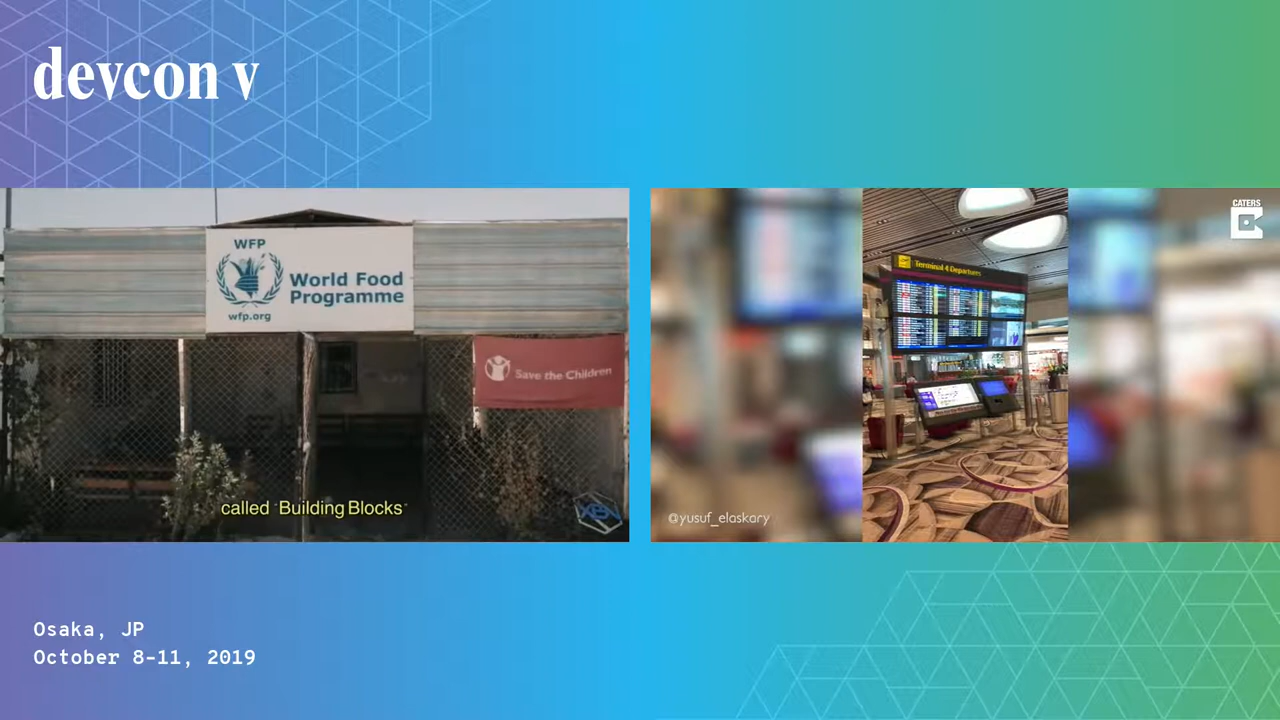 devcon v
WFP
World Food
Programme
wfp.org
Save the Children
called "Building Blocks"
CATERS
Terminal 4 Departures
@yusuf_elaskary
Osaka, JP
October 8-11, 2019